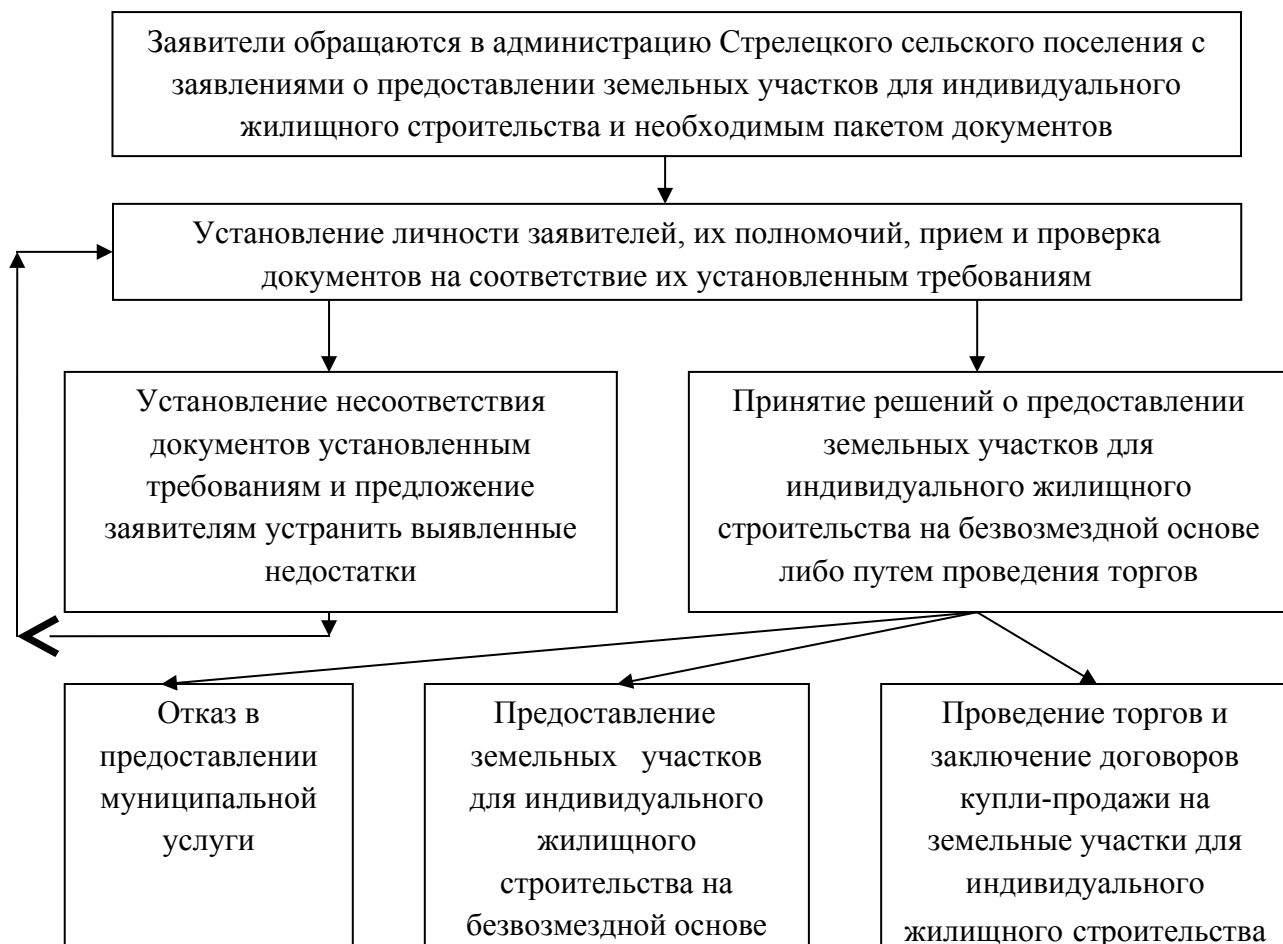 Заявители обращаются в администрацию Стрелецкого сельского поселения с
заявлениями о предоставлении земельных участков для индивидуального
жилищного строительства и необходимым пакетом документов
Установление личности заявителей, их полномочий, прием и проверка
документов на соответствие их установленным требованиям
Установление несоответствия
документов установленным
требованиям и предложение
заявителям устранить выявленные
недостатки
Принятие решений о предоставлении
земельных участков для
индивидуального жилищного
строительства на безвозмездной основе
либо путем проведения торгов
Отказ в
предоставлении
муниципальной
услуги
Предоставление
земельных участков
для индивидуального
жилищного
строительства на
безвозмездной основе
Проведение торгов и
заключение договоров
купли-продажи на
земельные участки для
индивидуального
жилищного строительства